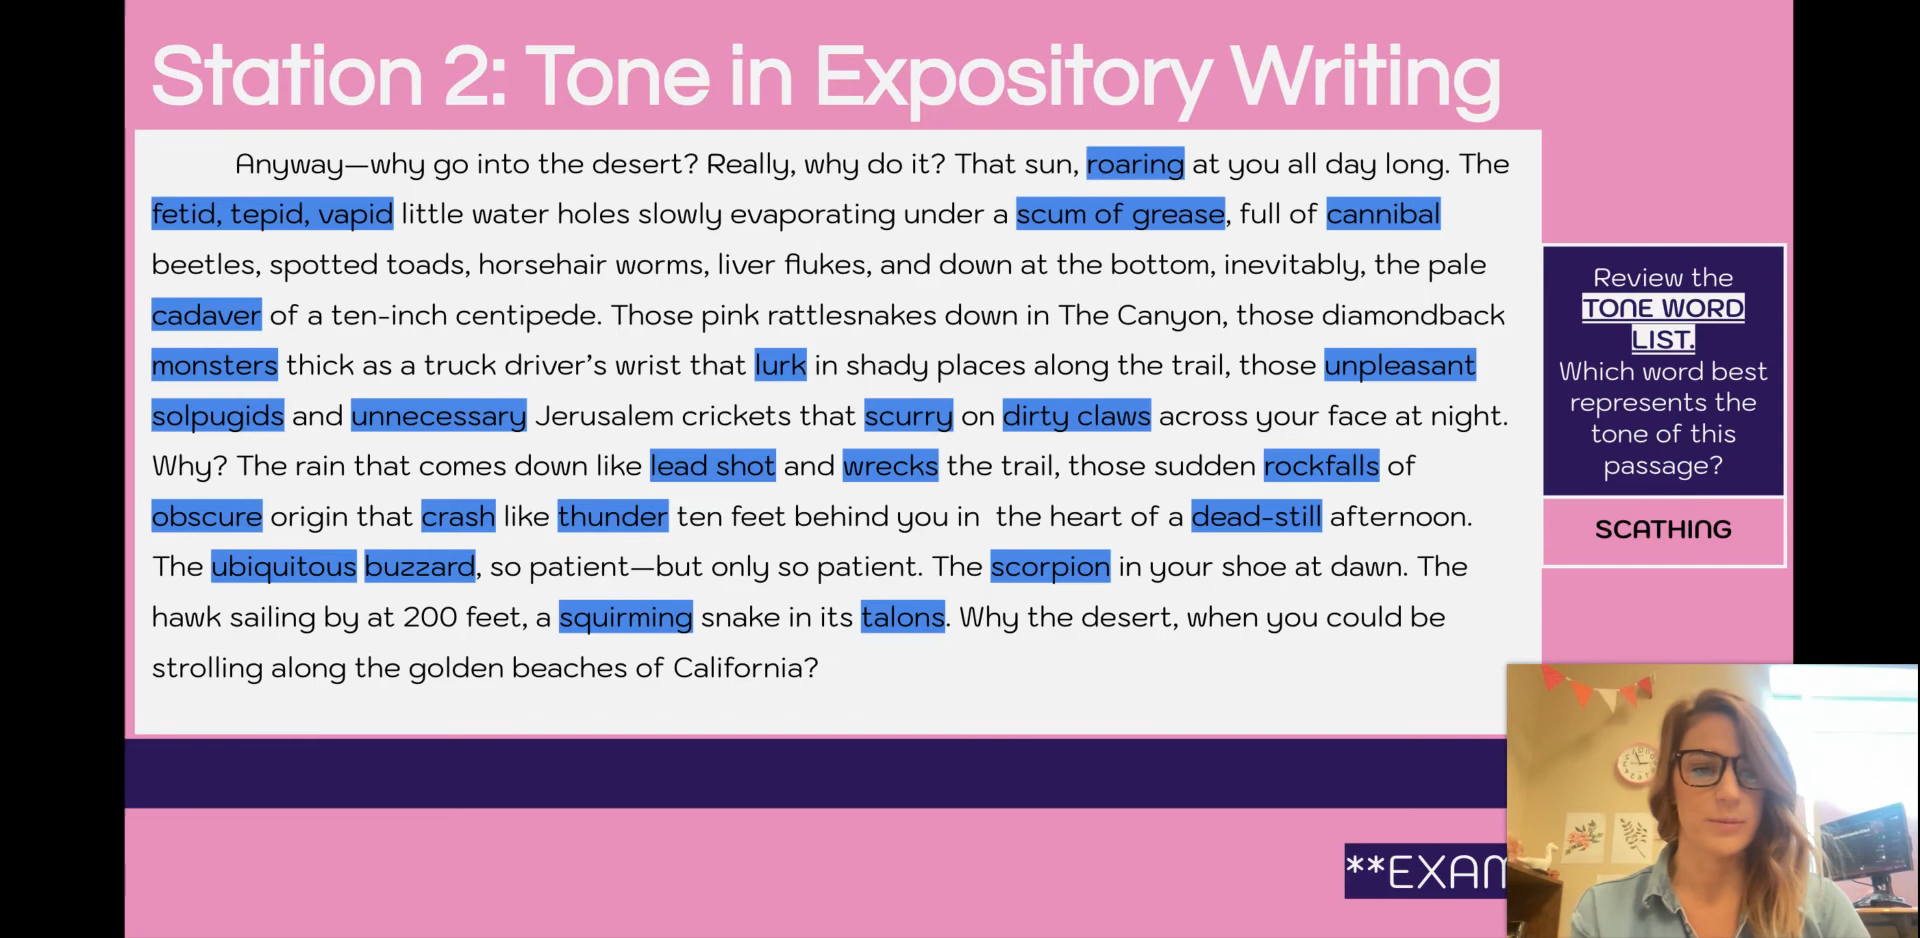 Station 2: Tone in Expository Writing
Anyway—why go into the desert? Really, why do it? That sun, roaring at you all day long. The
fetid, tepid, vapid little water holes slowly evaporating under a scum of grease, full of cannibal
beetles, spotted toads, horsehair worms, liver flukes, and down at the bottom, inevitably, the pale
cadaver of a ten-inch centipede. Those pink rattlesnakes down in The Canyon, those diamondback
monsters thick as a truck driver's wrist that lurk in shady places along the trail, those unpleasant
solpugids and unnecessary Jerusalem crickets that scurry on dirty claws across your face at night.
Why? The rain that comes down like lead shot and wrecks the trail, those sudden rockfalls of
obscure origin that crash like thunder ten feet behind you in the heart of a dead-still afternoon.
The ubiquitous buzzard, so patient—but only so patient. The scorpion in your shoe at dawn. The
hawk sailing by at 200 feet, a squirming snake in its talons. Why the desert, when you could be
strolling along the golden beaches of California?
Review the
TONE WORD
LIST.
Which word best
represents the
tone of this
passage?
SCATHING
**EXAM